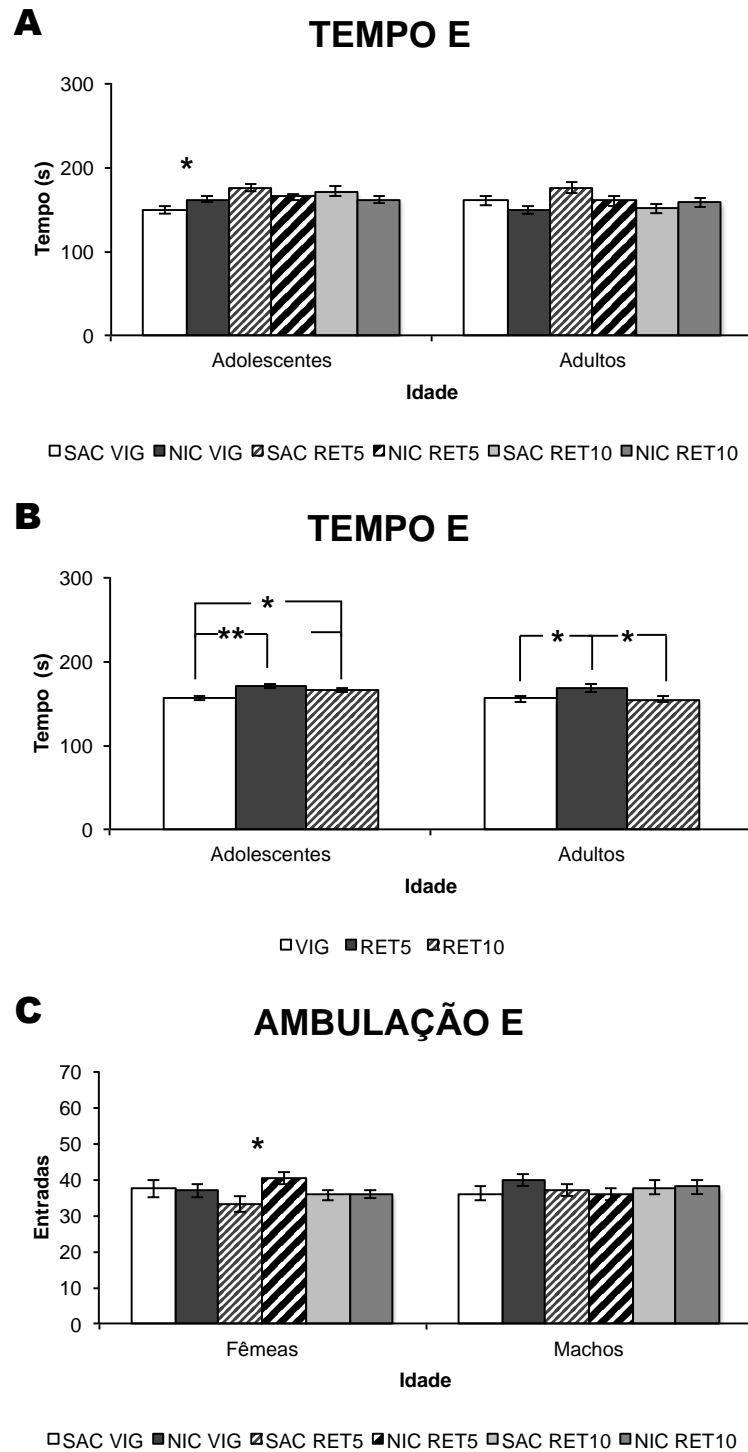 A
TEMPO E
300
200
100
0
Tempo (s)
*
Adolescentes
Adultos
Idade
SAC VIG NIC VIG SAC RET5 NIC RET5 SAC RET10 NIC RET10
B
TEMPO E
300
200
100
0
Tempo (s)
*
**
* *
Adolescentes
Adultos
Idade
VIG RET5 RET10
C
AMBULAÇÃO E
70
60
50
40
30
20
10
0
Entradas
*
Fêmeas
Machos
Idade
SAC VIG NIC VIG SAC RET5 NIC RET5 SAC RET10 NIC RET10